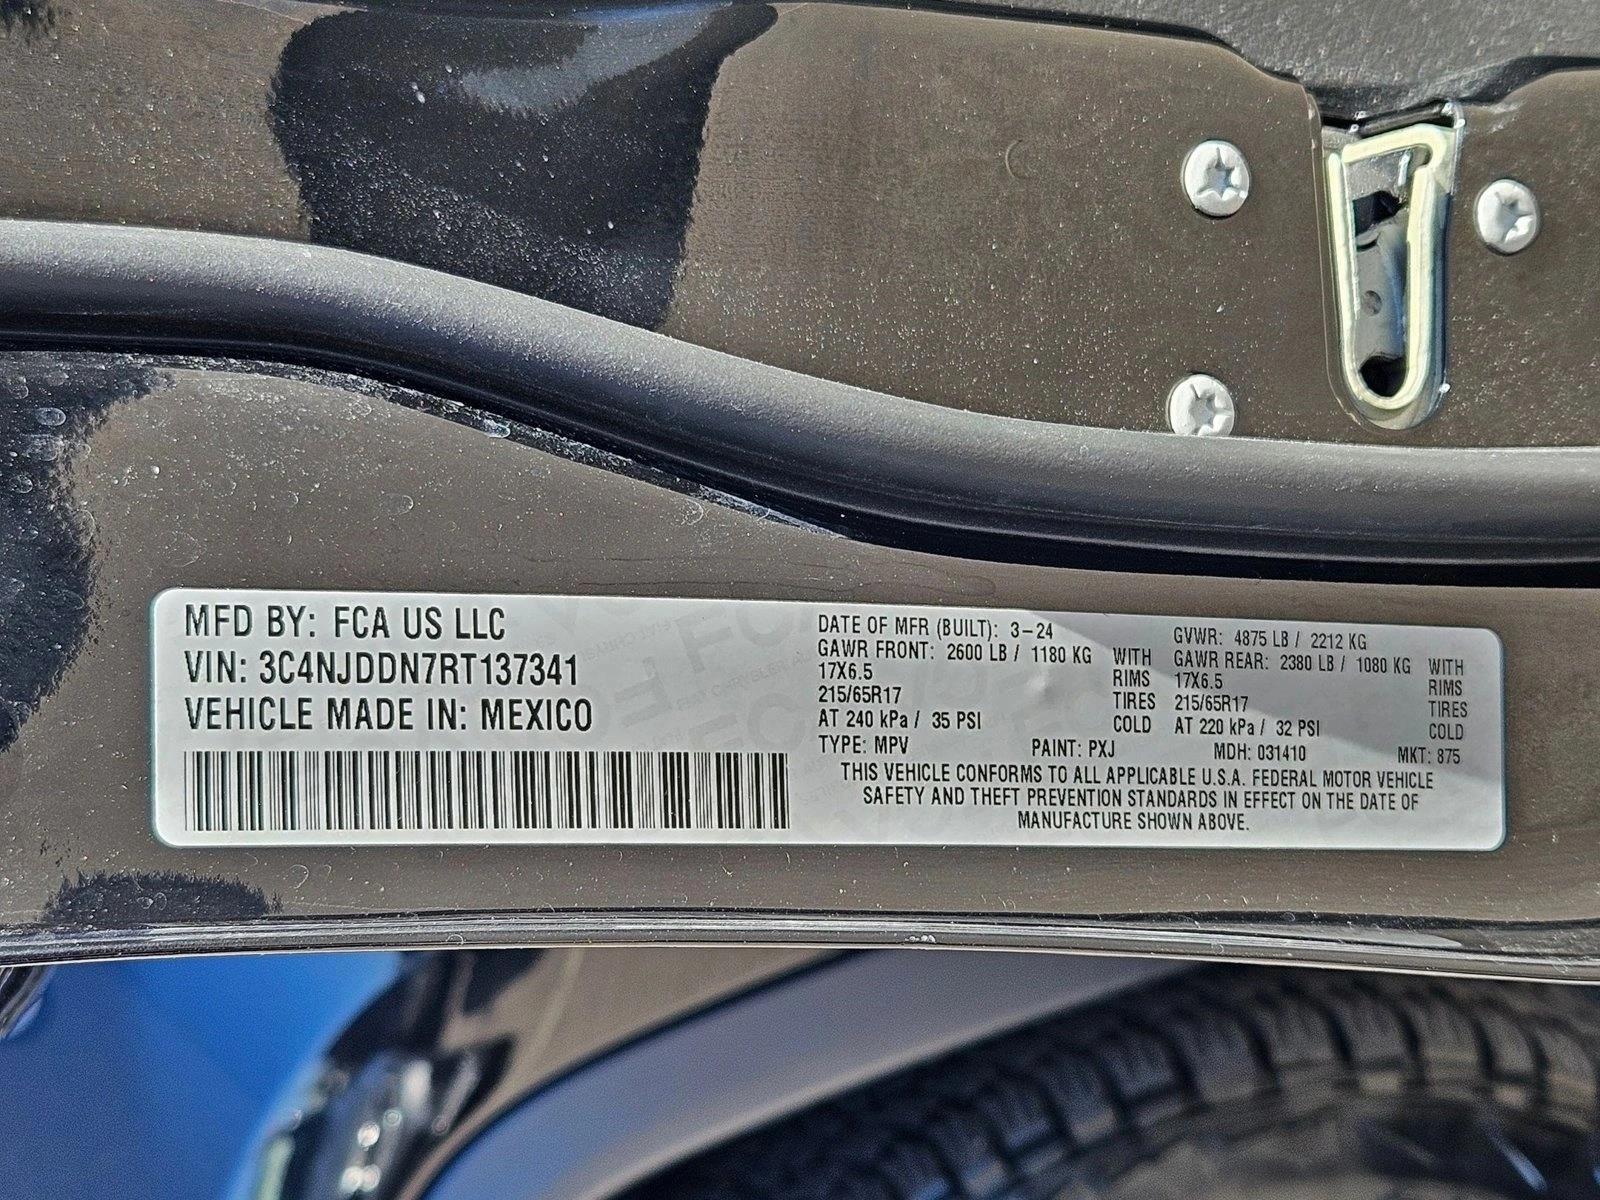 MFD BY: FCA US LLC
VIN: 3C4NJDDN7RT137341
VEHICLE MADE IN: MEXICO
DATE OF MFR (BUILT): 3-24
GVWR: 4875 LB / 2212 KG
GAWR FRONT: 2600 LB / 1180 KG WITH
17X6.5 RIMS
215/65R17 TIRES
AT 240 kPa / 35 PSI COLD
GAWR REAR: 2380 LB / 1080 KG WITH
17X6.5 RIMS
215/65R17 TIRES
AT 220 kPa / 32 PSI COLD
TYPE: MPV PAINT: PXJ MDH: 031410 MKT: 875
THIS VEHICLE CONFORMS TO ALL APPLICABLE U.S.A. FEDERAL MOTOR VEHICLE
SAFETY AND THEFT PREVENTION STANDARDS IN EFFECT ON THE DATE OF
MANUFACTURE SHOWN ABOVE.